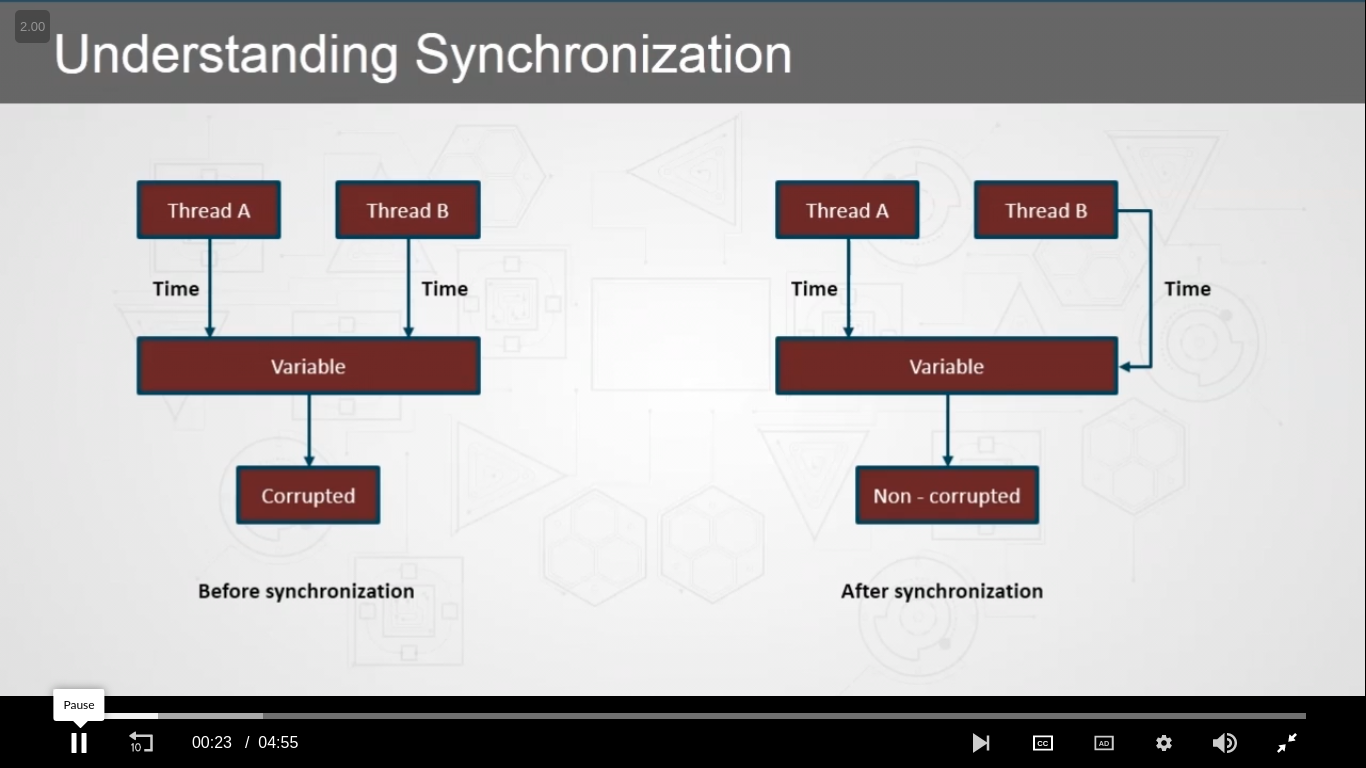 2.00
Understanding Synchronization
Thread A
Thread B
Time
Time
Variable
Corrupted
Before synchronization
Thread A
Thread B
Time
Time
Variable
Non - corrupted
After synchronization
Pause
10
00:23 / 04:55
CC
AD